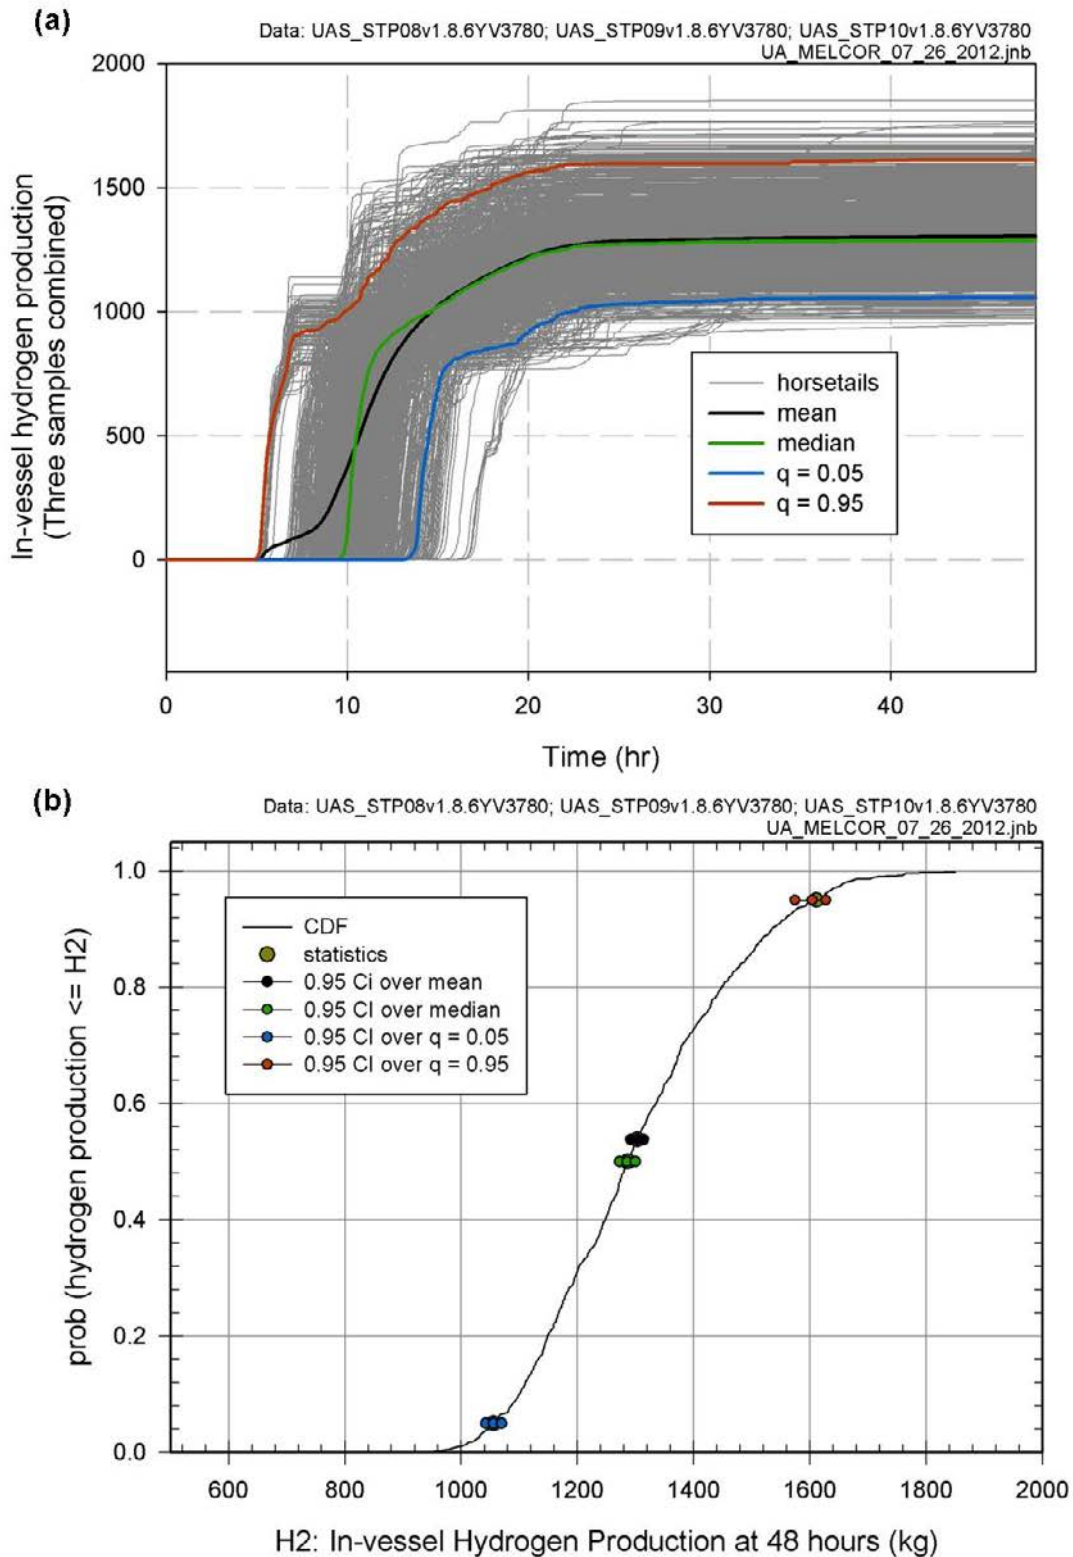 (a)
Data: UAS_STP08v1.8.6YV3780; UAS_STP09v1.8.6YV3780; UAS_STP10v1.8.6YV3780
UA_MELCOR_07_26_2012.jnb
In-vessel hydrogen production
(Three samples combined)
2000
1500
1000
500
0
horsetails
mean
median
q = 0.05
q = 0.95
0 10 20 30 40
Time (hr)
(b)
Data: UAS_STP08v1.8.6YV3780; UAS_STP09v1.8.6YV3780; UAS_STP10v1.8.6YV3780
UA_MELCOR_07_26_2012.jnb
prob (hydrogen production <= H2)
1.0
0.8
0.6
0.4
0.2
0.0
CDF
statistics
0.95 Ci over mean
0.95 CI over median
0.95 CI over q = 0.05
0.95 CI over q = 0.95
600 800 1000 1200 1400 1600 1800 2000
H2: In-vessel Hydrogen Production at 48 hours (kg)